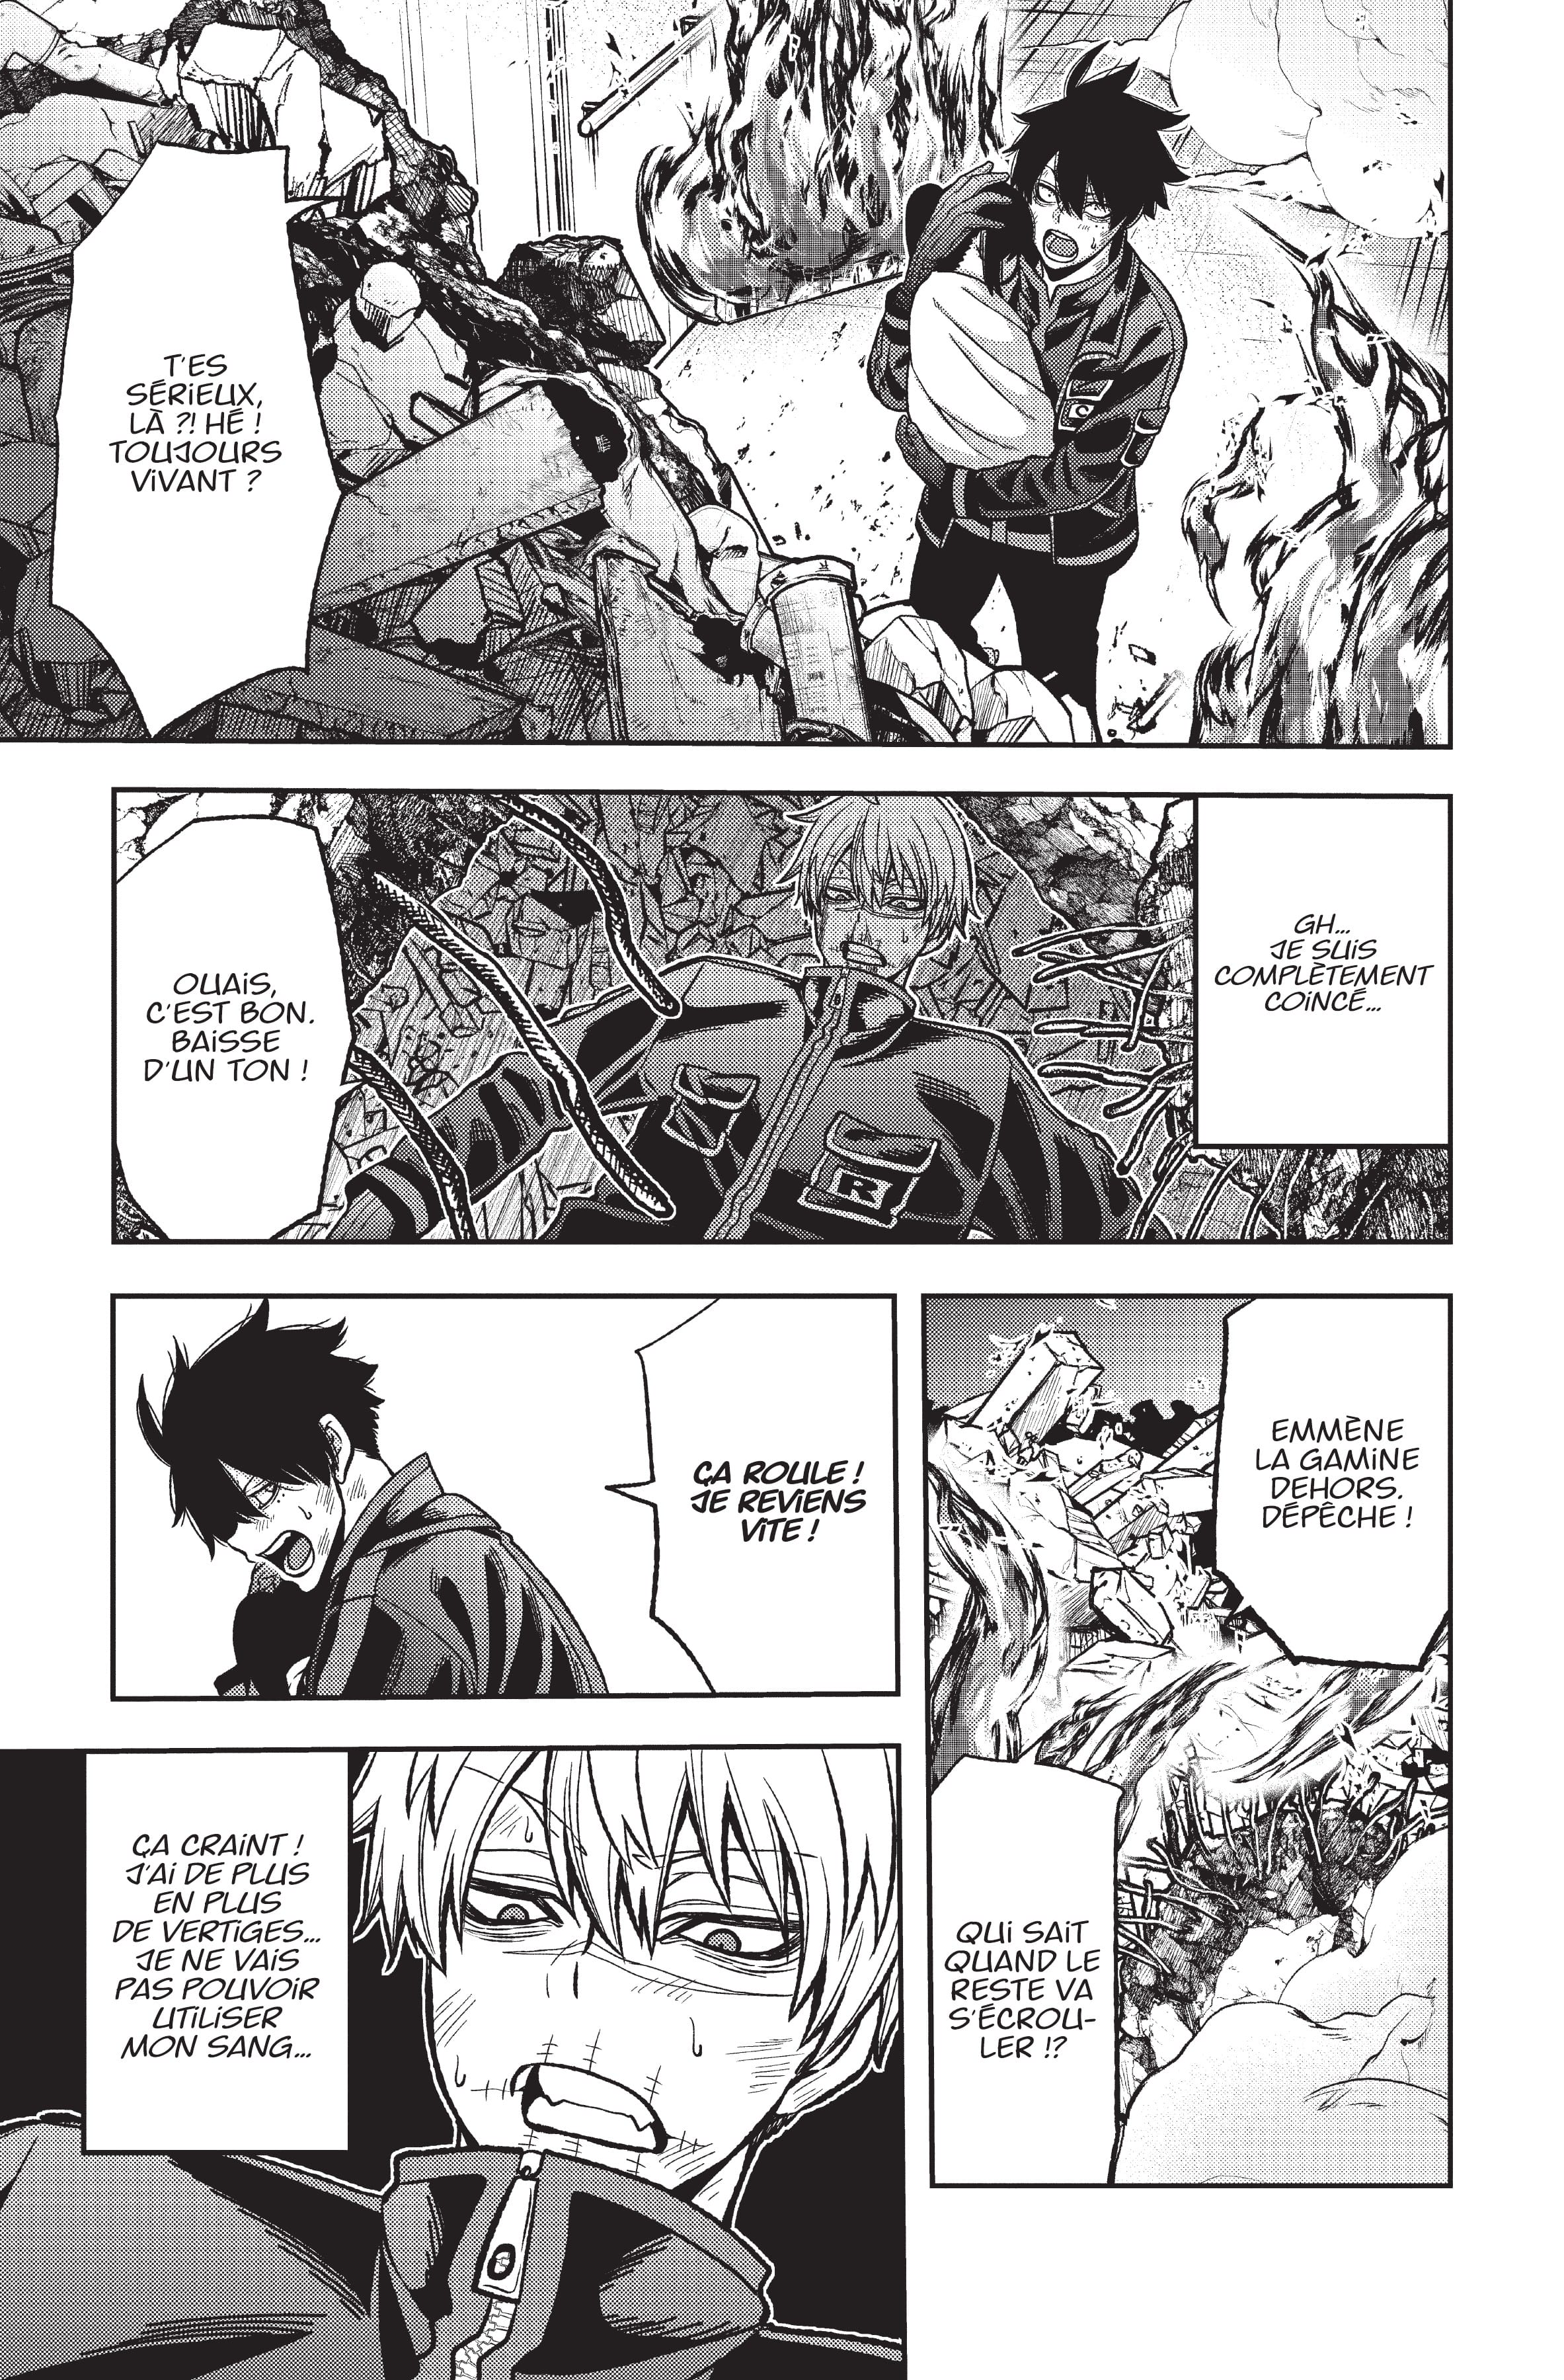 T'ES
SÉRIEUX,
LÀ ?! HÉ !
TOUJOURS
VIVANT ?
GH...
JE SUIS
COMPLÈTEMENT
COINCÉ...
OUAIS,
C'EST BON.
BAISSE
D'UN TON !
R
EMMÈNE
LA GAMINE
DEHORS.
DÉPÊCHE !
QUI SAIT
QUAND LE
RESTE VA
S'ÉCROU-
LER !?
ÇA ROULE !
JE REVIENS
VITE !
ÇA CRAINT !
J'AI DE PLUS
EN PLUS
DE VERTIGES...
JE NE VAIS
PAS POUVOIR
UTILISER
MON SANG...